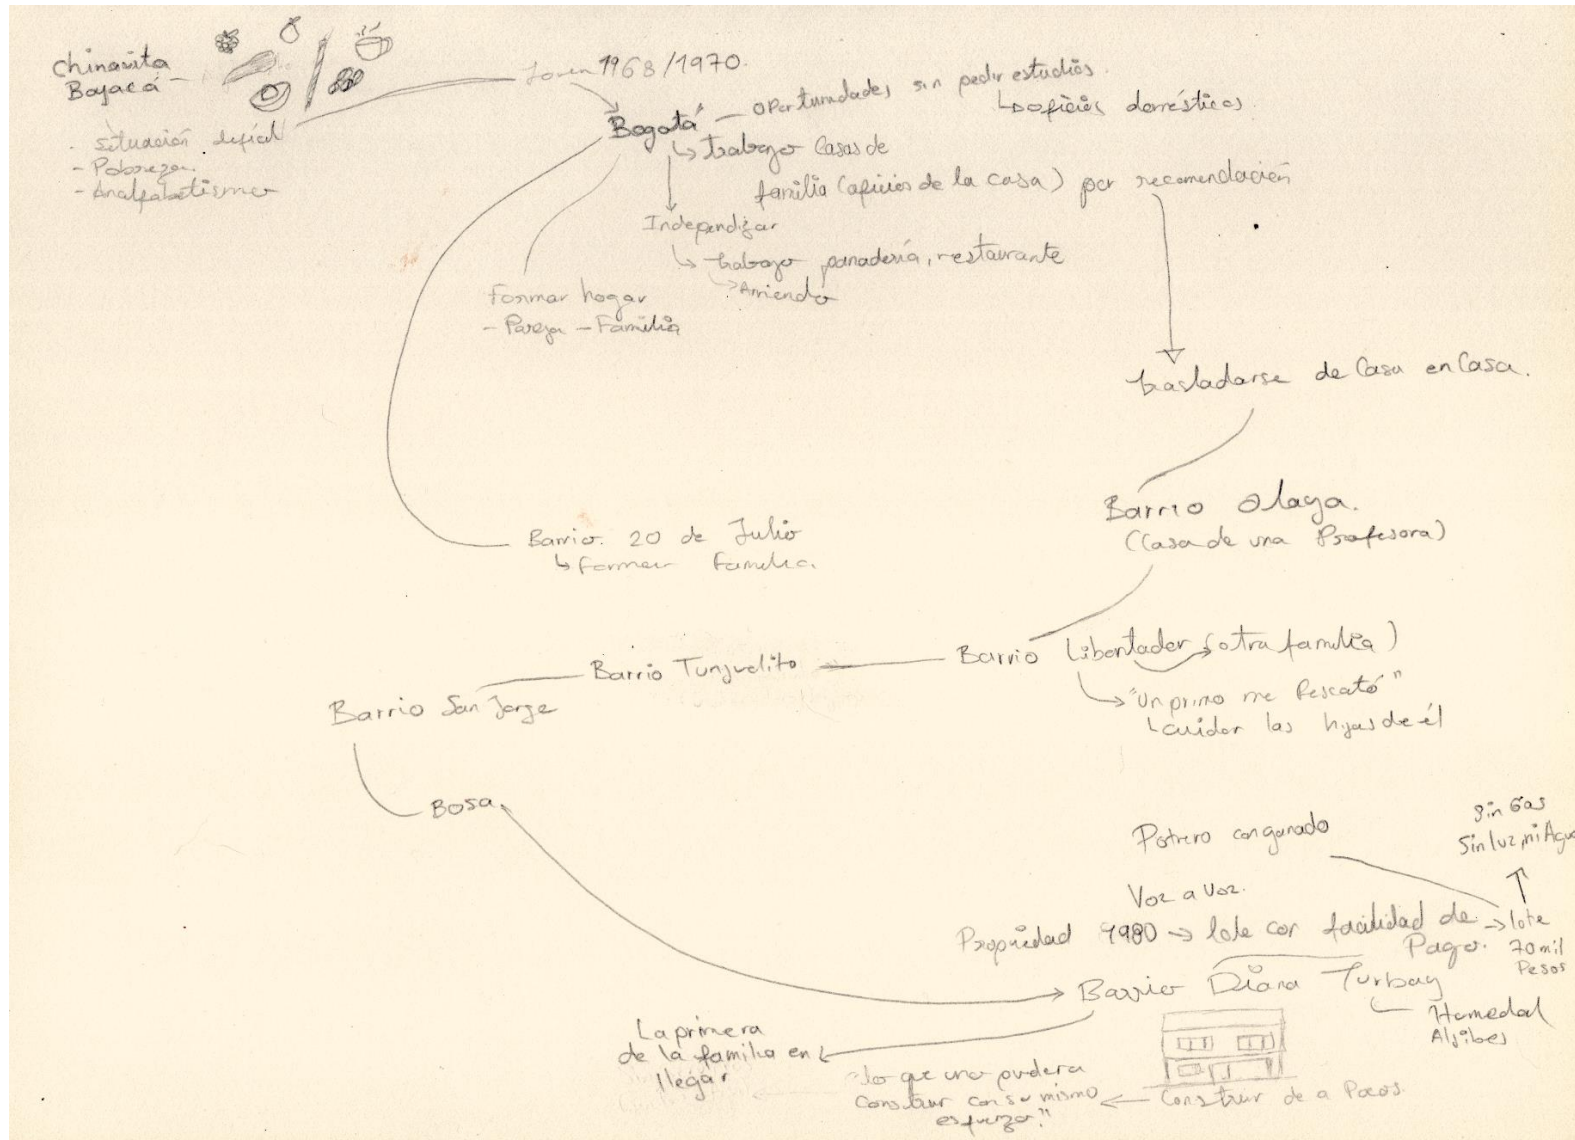 Chinavita
Boyacá -
- Situación dificil
- Pobreza
- Analfabetismo
Joven 1968/1970.
Bogotá - oportunidades sin pedir estudios.
↳ oficios domésticos
↳ trabajo Casas de
familia (oficios de la casa) por recomendación
Independizar
↳ trabajo panadería, restaurante
→ Arriendo
Formar hogar
- Pareja - Familia
trasladarse de Casa en Casa.
Barrio Olaya.
(Casa de una Profesora)
Barrio. 20 de Julio
↳ Formar Familia.
Barrio Libertador (otra familia)
→ "Un primo me Rescató"
↳ cuidar las hijas de él
Barrio Tunjuelito
Barrio San Jorge
Bosa
Potrero con ganado
Sin Gas
Sin luz, ni Agua
Voz a Voz.
Propiedad 1980 → lote con facilidad de
Pago.
→ lote
70 mil
Pesos
Barrio Diana Turbay
Humedal
Aljibes
La primera
de la familia en
llegar
"lo que uno pudiera
Construir con su mismo
esfuerzo."
Construir de a Pocos.